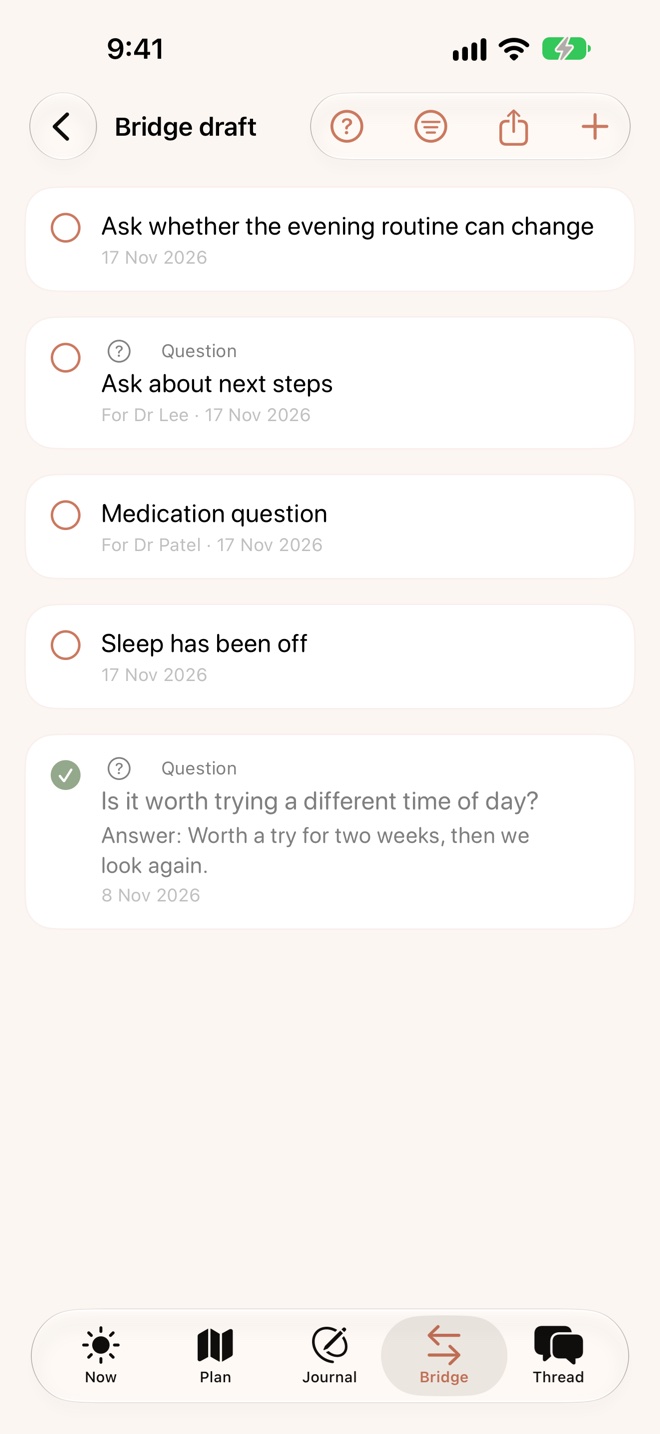 9:41
Bridge draft
Ask whether the evening routine can change
17 Nov 2026
Question
Ask about next steps
For Dr Lee · 17 Nov 2026
Medication question
For Dr Patel · 17 Nov 2026
Sleep has been off
17 Nov 2026
Question
Is it worth trying a different time of day?
Answer: Worth a try for two weeks, then we
look again.
8 Nov 2026
Now
Plan
Journal
Bridge
Thread